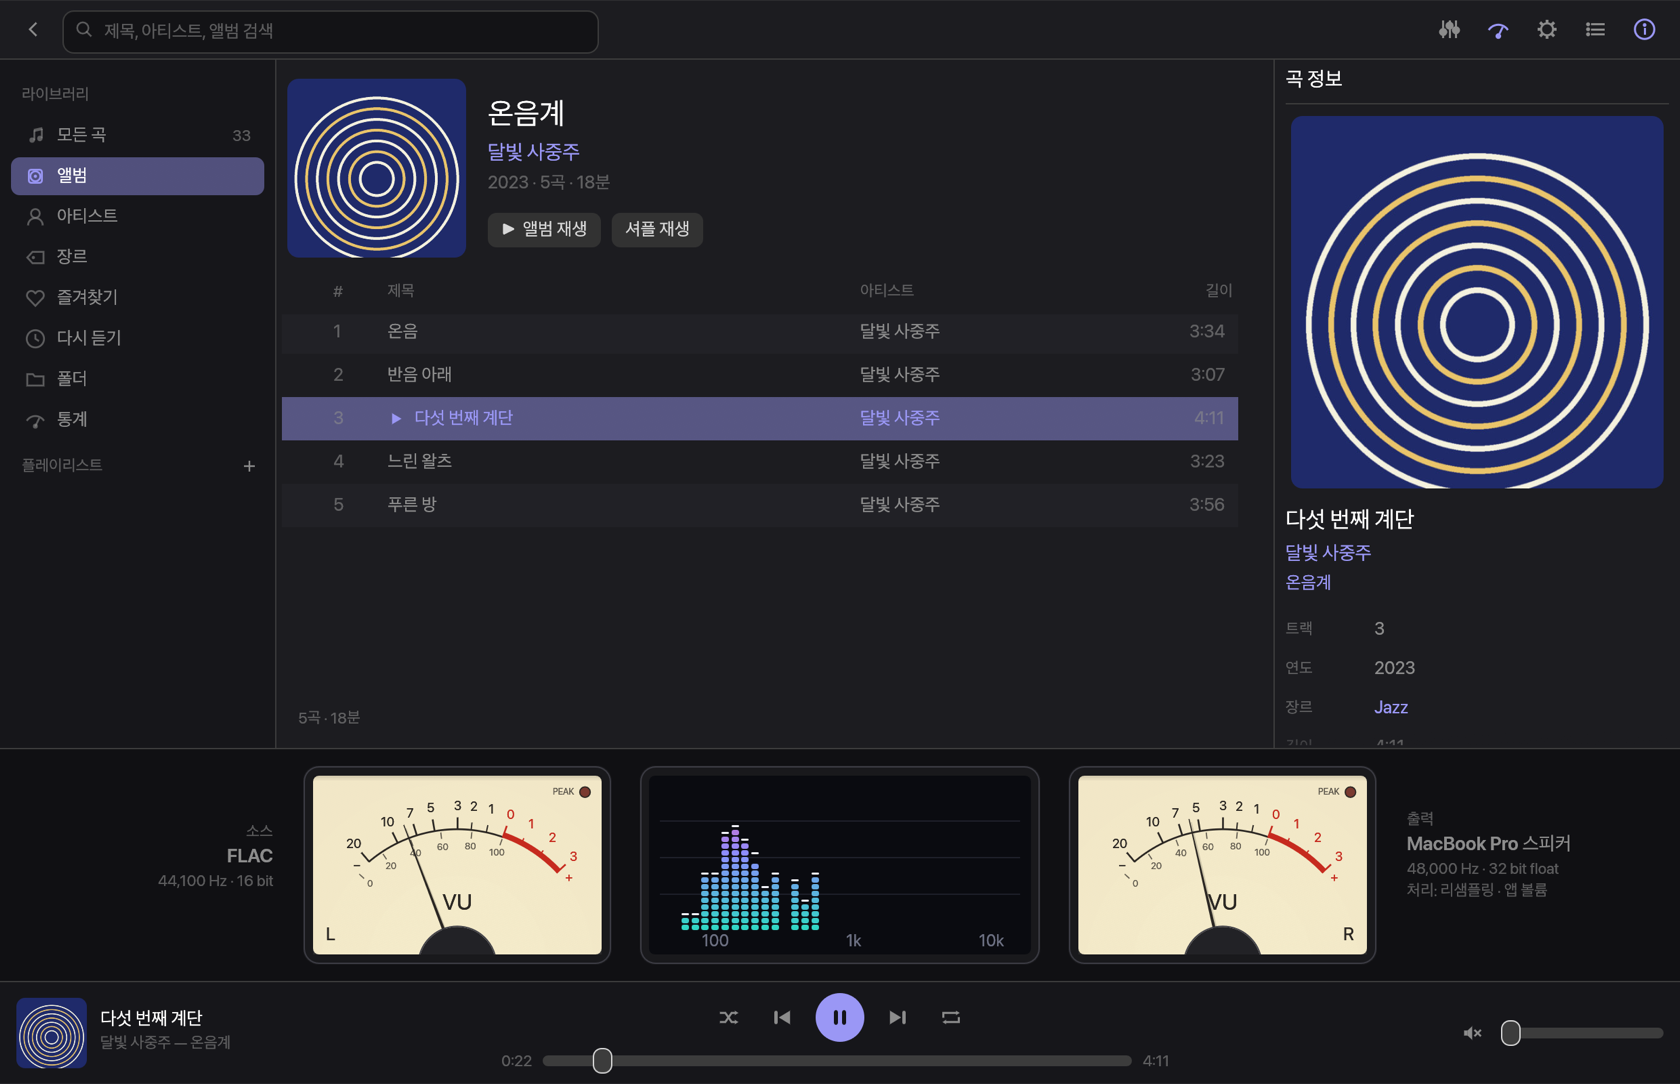 제목, 아티스트, 앨범 검색
라이브러리
모든 곡 33
앨범
아티스트
장르
즐겨찾기
다시 듣기
폴더
통계
플레이리스트 +
온음계
달빛 사중주
2023 · 5곡 · 18분
앨범 재생 셔플 재생
# 제목 아티스트 길이
1 온음 달빛 사중주 3:34
2 반음 아래 달빛 사중주 3:07
3 다섯 번째 계단 달빛 사중주 4:11
4 느린 왈츠 달빛 사중주 3:23
5 푸른 방 달빛 사중주 3:56
5곡 · 18분
곡 정보
다섯 번째 계단
달빛 사중주
온음계
트랙 3
연도 2023
장르 Jazz
길이 4:11
소스
FLAC
44,100 Hz · 16 bit
PEAK
20 10 7 5 3 2 1 0 1 2 3
- 0 20 40 60 80 100 +
VU
L
100 1k 10k
PEAK
20 10 7 5 3 2 1 0 1 2 3
- 0 20 40 60 80 100 +
VU
R
출력
MacBook Pro 스피커
48,000 Hz · 32 bit float
처리: 리샘플링 · 앱 볼륨
다섯 번째 계단
달빛 사중주 — 온음계
0:22 4:11